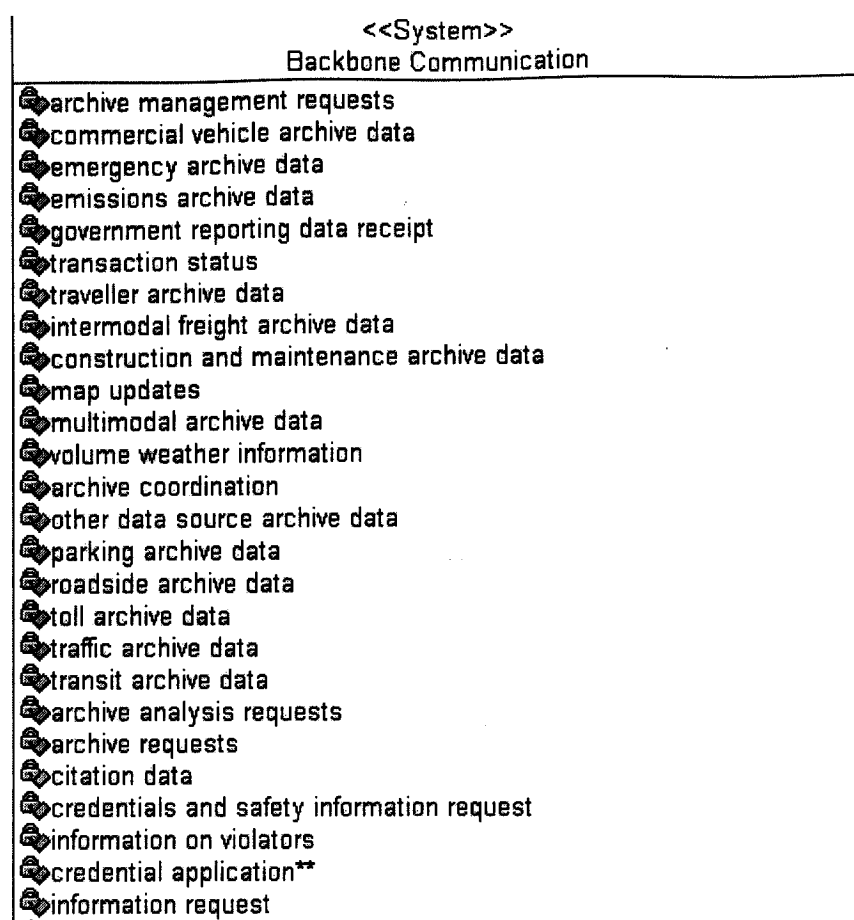 <<System>>
Backbone Communication
archive management requests
commercial vehicle archive data
emergency archive data
emissions archive data
government reporting data receipt
transaction status
traveller archive data
intermodal freight archive data
construction and maintenance archive data
map updates
multimodal archive data
volume weather information
archive coordination
other data source archive data
parking archive data
roadside archive data
toll archive data
traffic archive data
transit archive data
archive analysis requests
archive requests
citation data
credentials and safety information request
information on violators
credential application**
information request